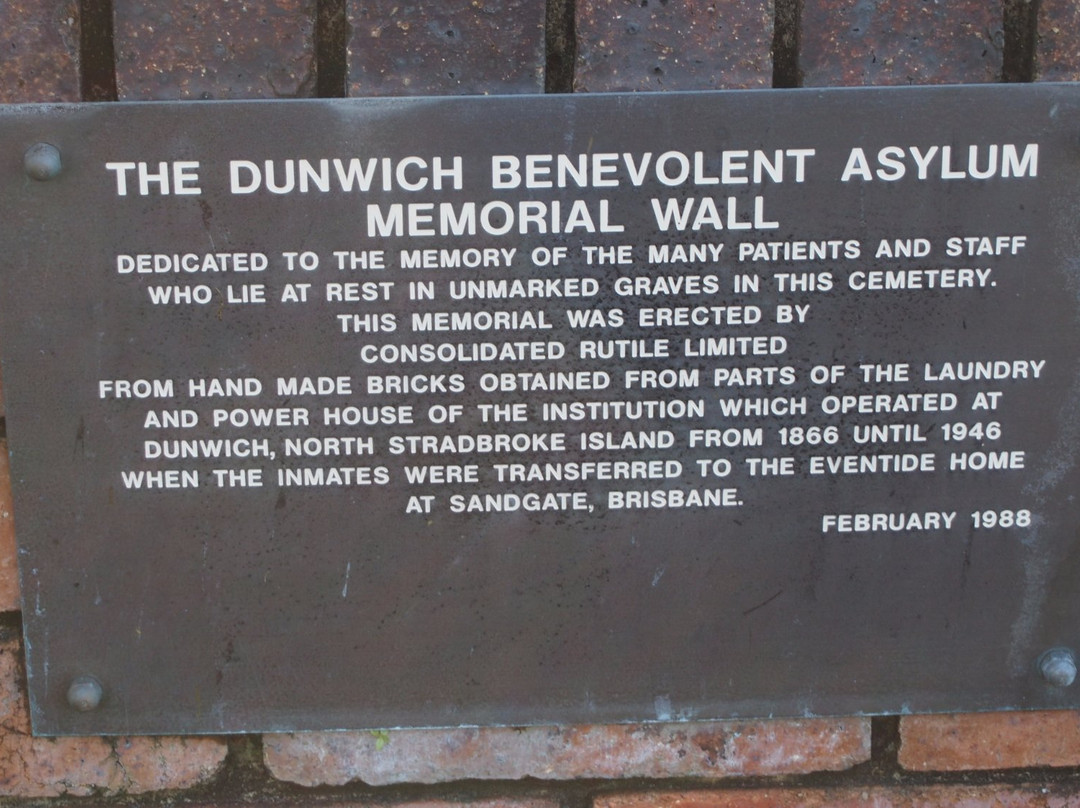 THE DUNWICH BENEVOLENT ASYLUM
MEMORIAL WALL
DEDICATED TO THE MEMORY OF THE MANY PATIENTS AND STAFF
WHO LIE AT REST IN UNMARKED GRAVES IN THIS CEMETERY.
THIS MEMORIAL WAS ERECTED BY
CONSOLIDATED RUTILE LIMITED
FROM HAND MADE BRICKS OBTAINED FROM PARTS OF THE LAUNDRY
AND POWER HOUSE OF THE INSTITUTION WHICH OPERATED AT
DUNWICH, NORTH STRADBROKE ISLAND FROM 1866 UNTIL 1946
WHEN THE INMATES WERE TRANSFERRED TO THE EVENTIDE HOME
AT SANDGATE, BRISBANE.
FEBRUARY 1988